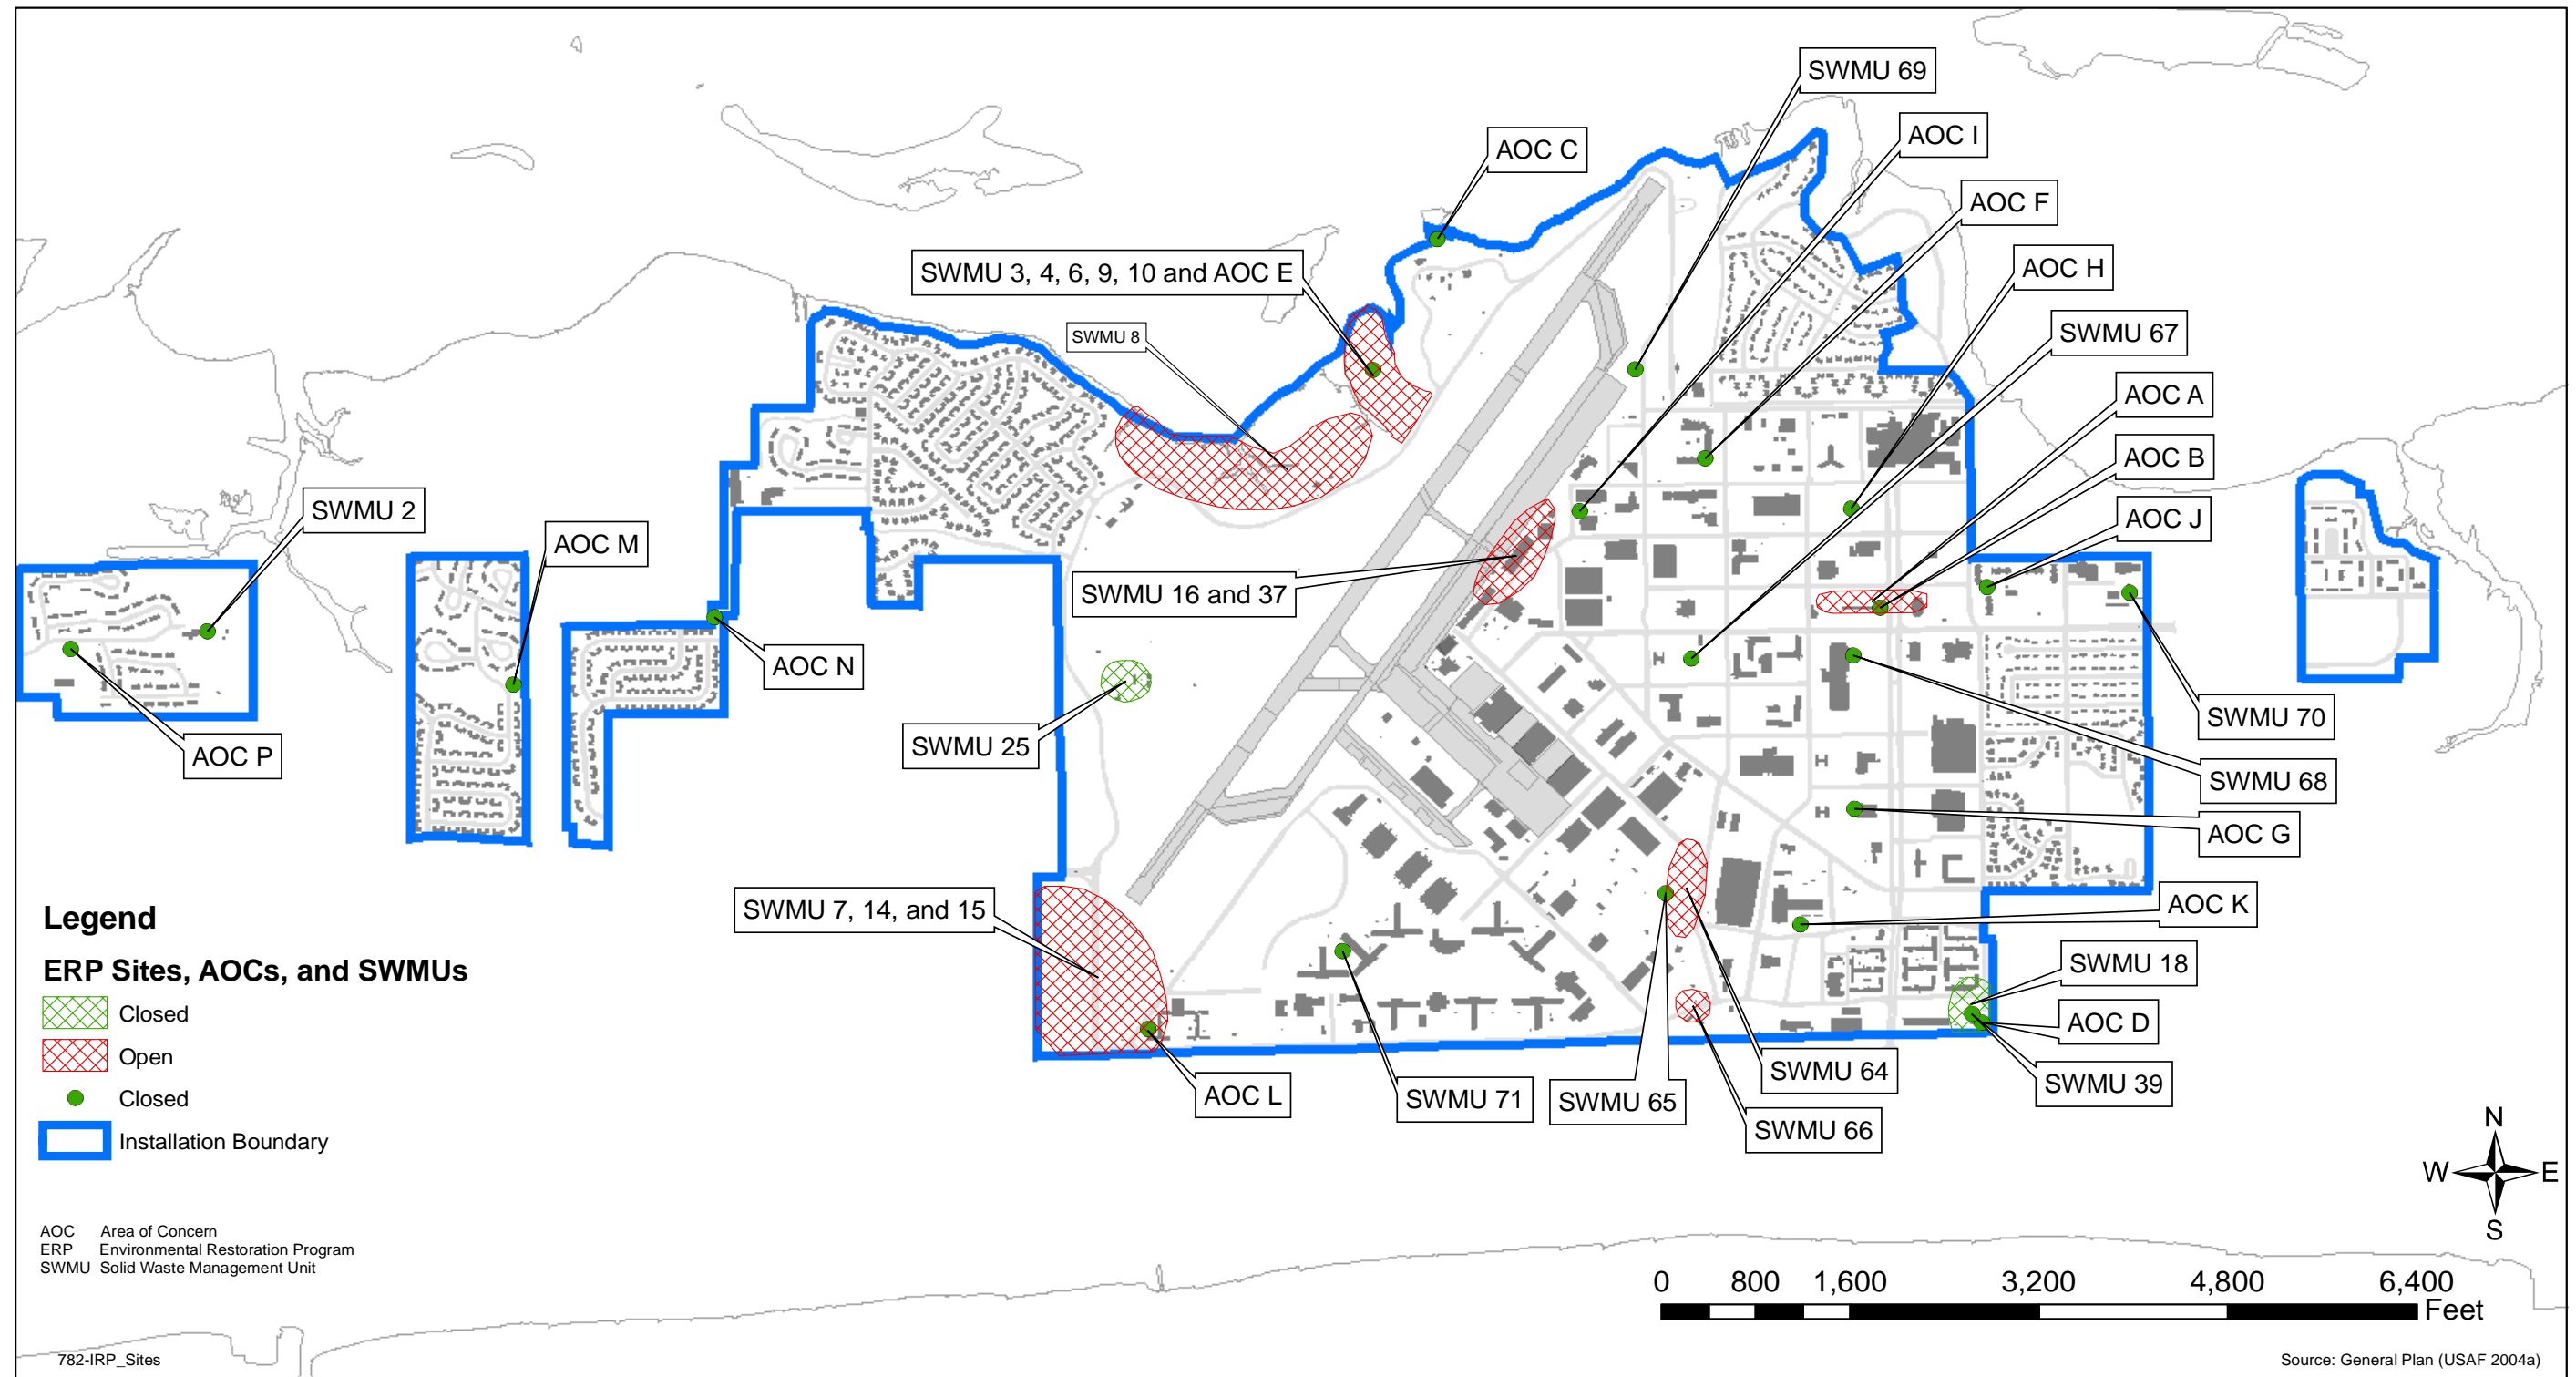 SWMU 69
AOC I
AOC C
AOC F
SWMU 3, 4, 6, 9, 10 and AOC E
AOC H
SWMU 8
SWMU 67
AOC A
AOC B
SWMU 2
AOC J
AOC M
SWMU 16 and 37
AOC N
SWMU 70
SWMU 25
AOC P
SWMU 68
AOC G
SWMU 7, 14, and 15
AOC K
SWMU 18
AOC D
SWMU 64
SWMU 39
AOC L
SWMU 71
SWMU 65
SWMU 66
Legend
ERP Sites, AOCs, and SWMUs
Closed
Open
Closed
Installation Boundary
N
W E
S
AOC Area of Concern
ERP Environmental Restoration Program
SWMU Solid Waste Management Unit
0 800 1,600 3,200 4,800 6,400
Feet
782-IRP_Sites
Source: General Plan (USAF 2004a)